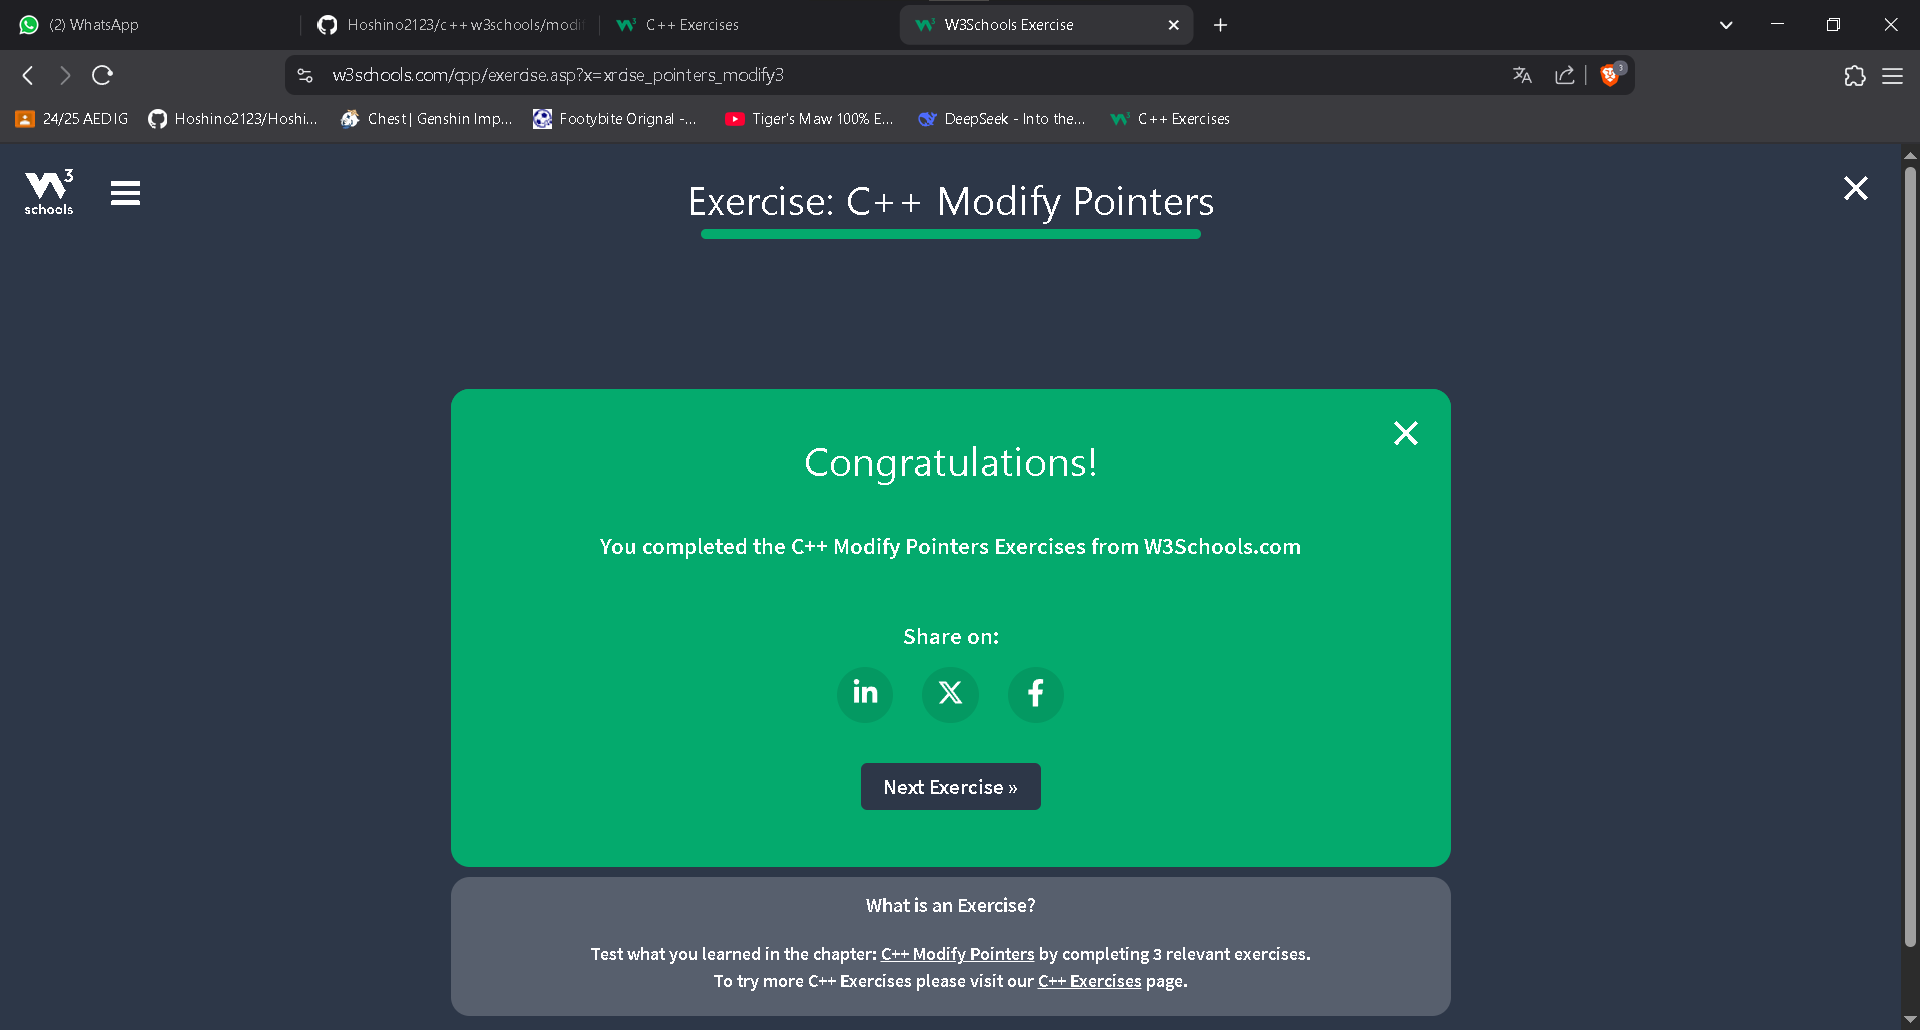 (2) WhatsApp
Hoshino2123/c++ w3schools/modi
C++ Exercises
W3Schools Exercise
w3schools.com/cpp/exercise.asp?x=xrcise_pointers_modify3
3
24/25 AEDIG
Hoshino2123/Hoshi...
Chest | Genshin Imp...
Footybite Orignal -...
Tiger's Maw 100% E...
DeepSeek - Into the...
C++ Exercises
3
schools
Exercise: C++ Modify Pointers
Congratulations!
You completed the C++ Modify Pointers Exercises from W3Schools.com
Share on:
in
X
f
Next Exercise »
What is an Exercise?
Test what you learned in the chapter: C++ Modify Pointers by completing 3 relevant exercises.
To try more C++ Exercises please visit our C++ Exercises page.